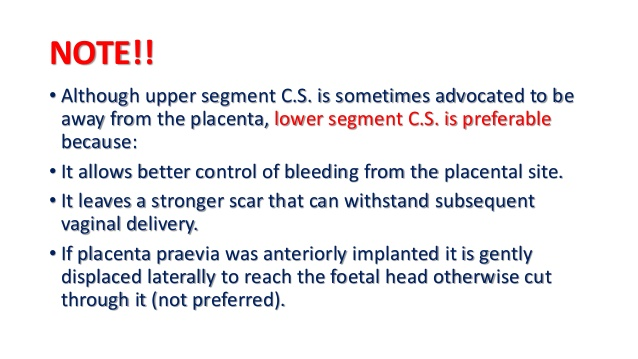 NOTE!!
• Although upper segment C.S. is sometimes advocated to be
away from the placenta, lower segment C.S. is preferable
because:
• It allows better control of bleeding from the placental site.
• It leaves a stronger scar that can withstand subsequent
vaginal delivery.
• If placenta praevia was anteriorly implanted it is gently
displaced laterally to reach the foetal head otherwise cut
through it (not preferred).